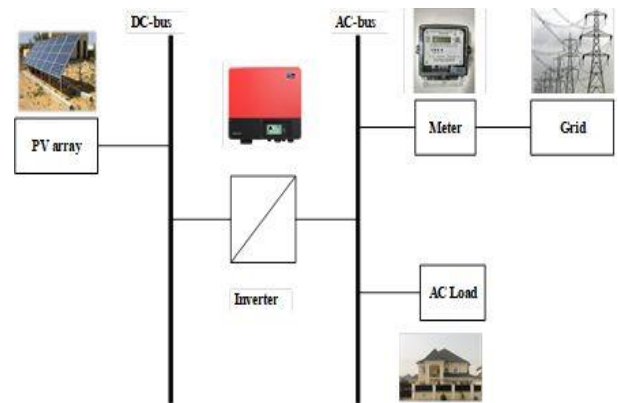 DC-bus
AC-bus
PV array
Meter
Grid
Inverter
AC Load